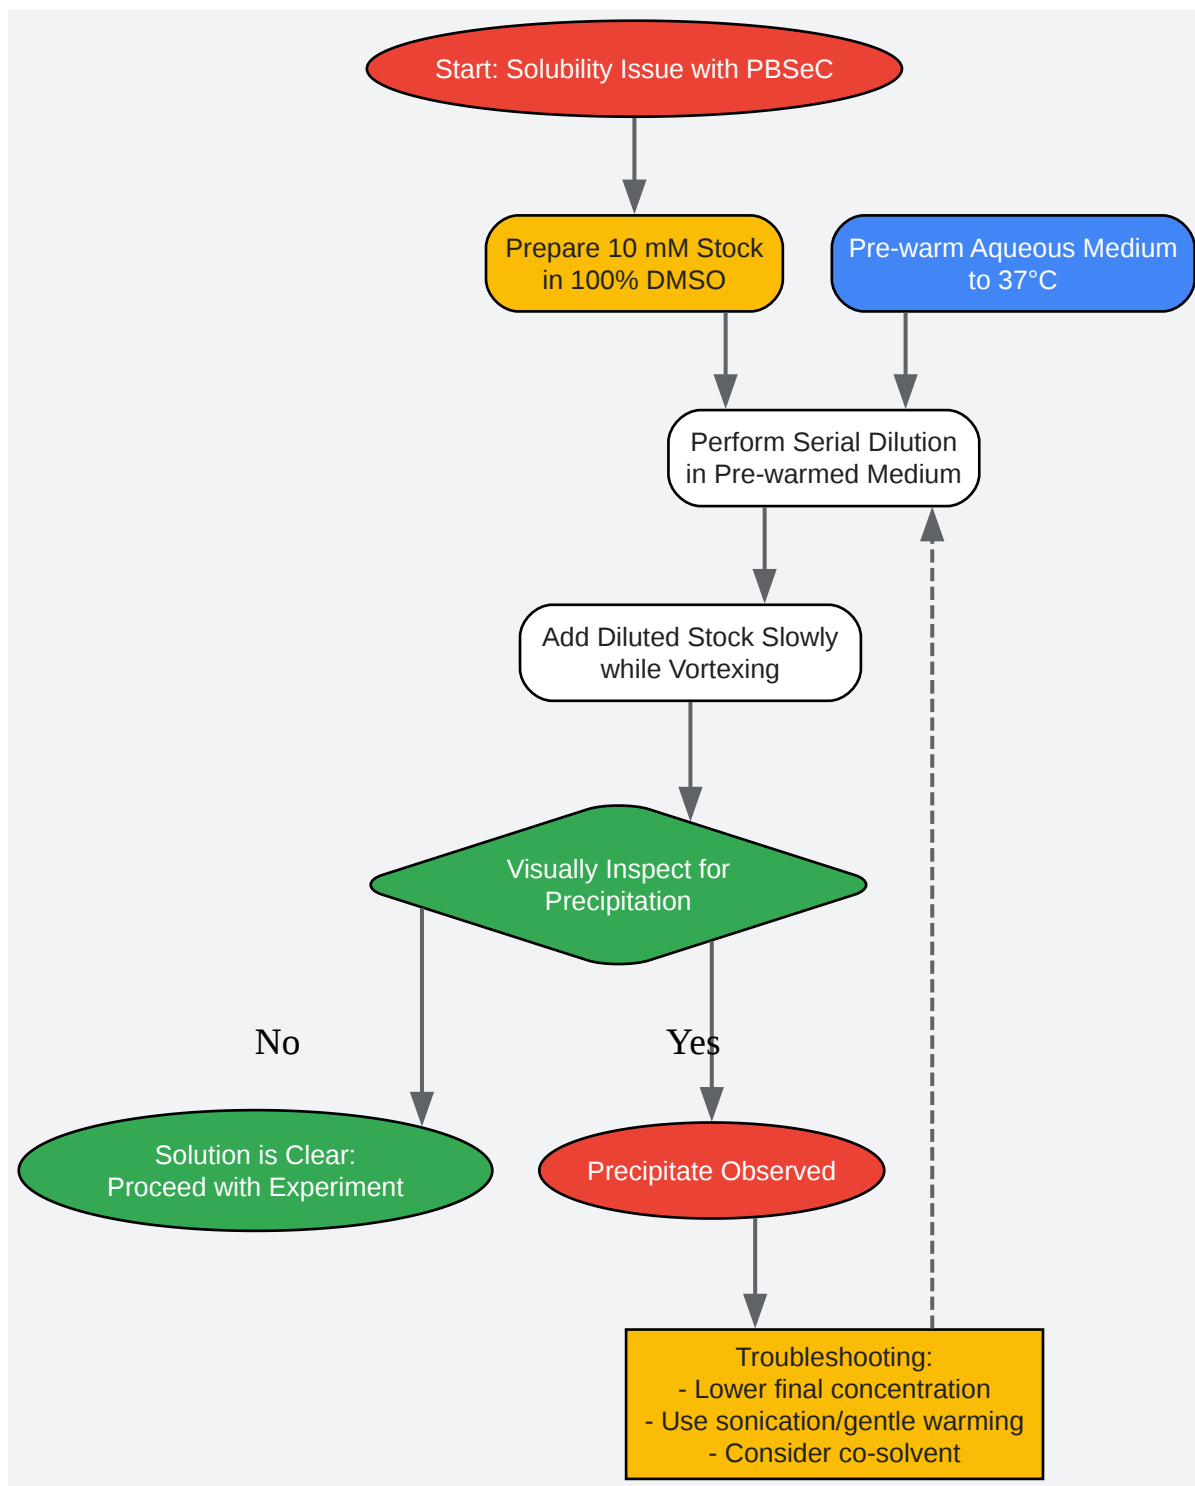 Start: Solubility Issue with PBSeC
Prepare 10 mM Stock
in 100% DMSO
Pre-warm Aqueous Medium
to 37°C
Perform Serial Dilution
in Pre-warmed Medium
Add Diluted Stock Slowly
while Vortexing
Visually Inspect for
Precipitation
No
Yes
Solution is Clear:
Proceed with Experiment
Precipitate Observed
Troubleshooting:
- Lower final concentration
- Use sonication/gentle warming
- Consider co-solvent